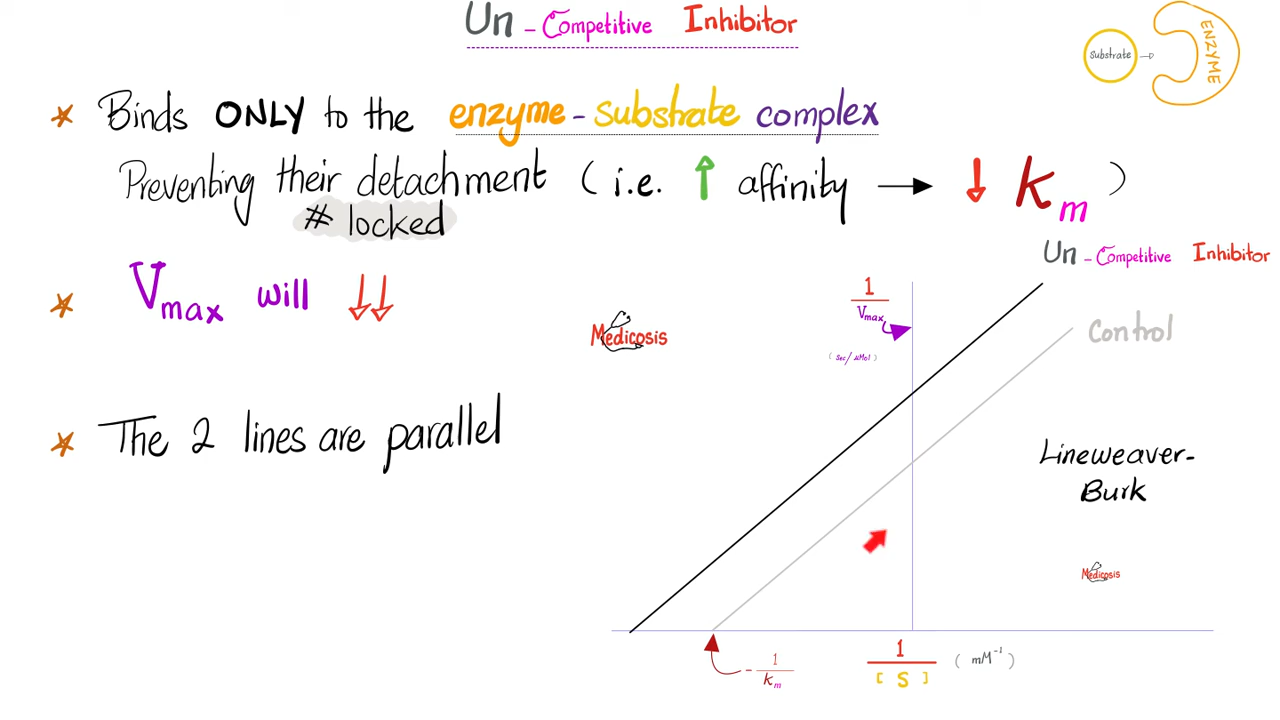 Un - Competitive Inhibitor
Substrate
ENZYME
* Binds ONLY to the enzyme - substrate complex
Preventing their detachment ( i.e. ↑ affinity → ↓ Km )
# locked
* Vmax will ↓↓
Medicosis
* The 2 lines are parallel
Un - Competitive Inhibitor
Control
1
Vmax
( Sec/ µMol )
Lineweaver-
Burk
Medicosis
- 1
Km
1
[ S ]
( mM⁻¹ )